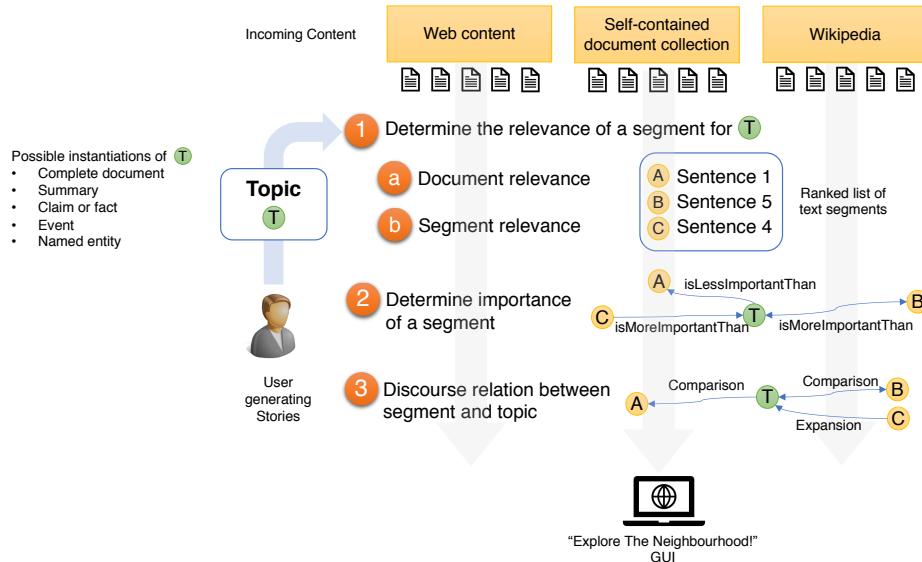 Incoming Content
Web content
Self-contained
document collection
Wikipedia
1 Determine the relevance of a segment for T
Possible instantiations of T
• Complete document
• Summary
• Claim or fact
• Event
• Named entity
Topic
T
a Document relevance
b Segment relevance
A Sentence 1
B Sentence 5
C Sentence 4
Ranked list of
text segments
2 Determine importance
of a segment
A
isLessImportantThan
C
isMoreImportantThan
T
isMoreImportantThan
B
User
generating
Stories
3 Discourse relation between
segment and topic
A
Comparison
T
Comparison
B
Expansion
C
“Explore The Neighbourhood!”
GUI